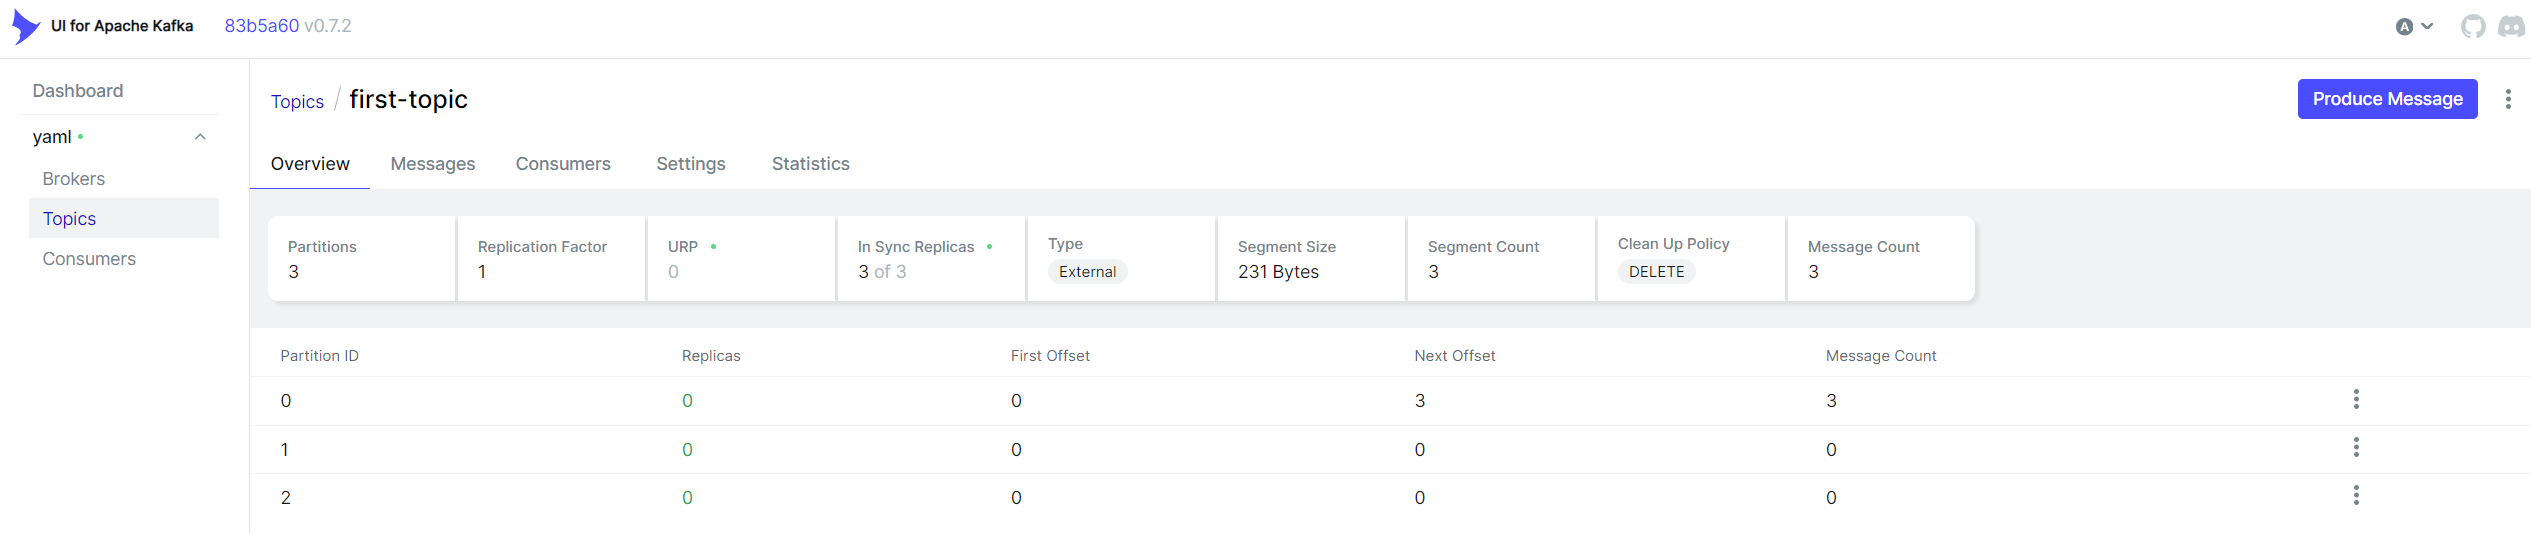 UI for Apache Kafka 83b5a60 v0.7.2 A
Dashboard
yaml
Brokers
Topics
Consumers
Topics / first-topic
Produce Message
Overview Messages Consumers Settings Statistics
Partitions Replication Factor URP In Sync Replicas Type Segment Size Segment Count Clean Up Policy Message Count
3 1 0 3 of 3 External 231 Bytes 3 DELETE 3
Partition ID Replicas First Offset Next Offset Message Count
0 0 0 3 3
1 0 0 0 0
2 0 0 0 0